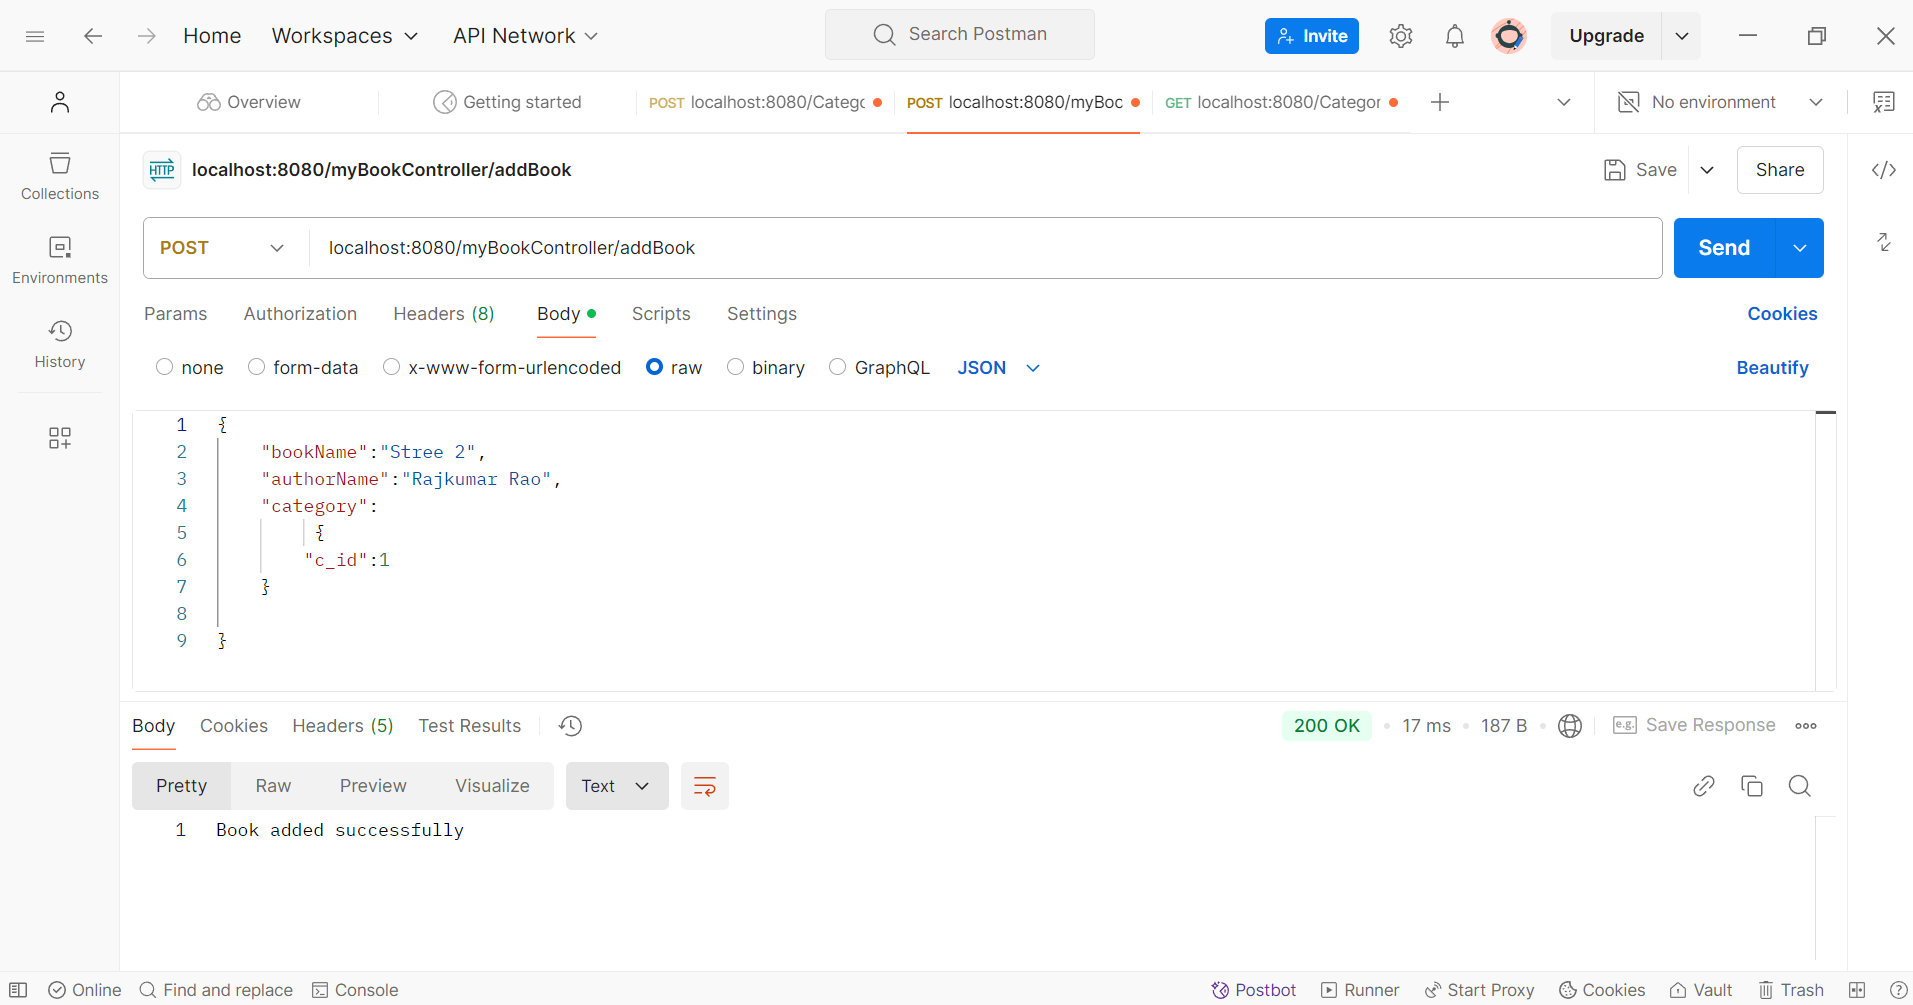 Home Workspaces API Network Search Postman Invite Upgrade
Overview Getting started POST localhost:8080/Catego POST localhost:8080/myBoo GET localhost:8080/Categor No environment
HTTP localhost:8080/myBookController/addBook Save Share
Collections
POST localhost:8080/myBookController/addBook Send
Environments
Params Authorization Headers (8) Body Scripts Settings Cookies
History
none form-data x-www-form-urlencoded raw binary GraphQL JSON Beautify
1 {
2 "bookName":"Stree 2",
3 "authorName":"Rajkumar Rao",
4 "category":
5 {
6 "c_id":1
7 }
8
9 }
Body Cookies Headers (5) Test Results 200 OK • 17 ms • 187 B • e.g. Save Response
Pretty Raw Preview Visualize Text
1 Book added successfully
Online Find and replace Console Postbot Runner Start Proxy Cookies Vault Trash